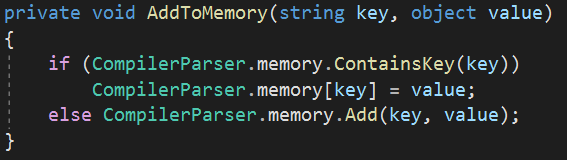 private void AddToMemory(string key, object value)
{
    if (CompilerParser.memory.ContainsKey(key))
        CompilerParser.memory[key] = value;
    else CompilerParser.memory.Add(key, value);
}